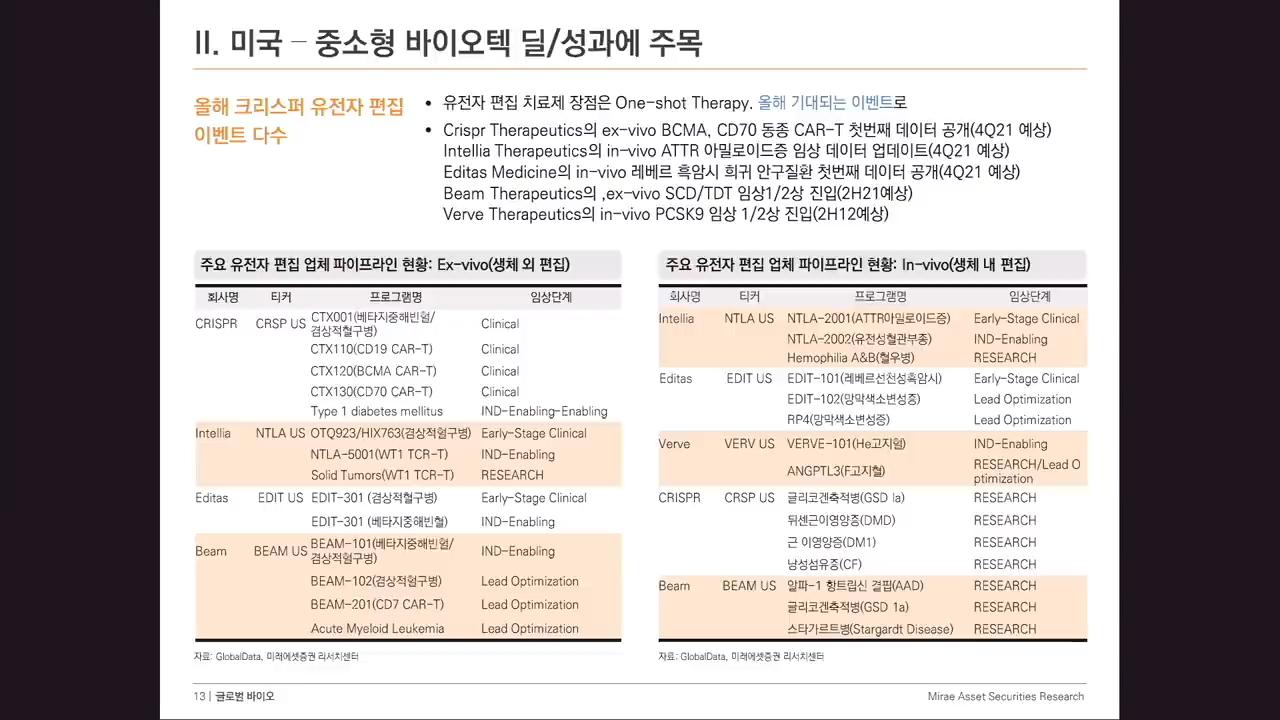 II. 미국 – 중소형 바이오텍 딜/성과에 주목
올해 크리스퍼 유전자 편집
이벤트 다수
• 유전자 편집 치료제 장점은 One-shot Therapy. 올해 기대되는 이벤트로
• Crispr Therapeutics의 ex-vivo BCMA, CD70 동종 CAR-T 첫번째 데이터 공개(4Q21 예상)
Intellia Therapeutics의 in-vivo ATTR 아밀로이드증 임상 데이터 업데이트(4Q21 예상)
Editas Medicine의 in-vivo 레베르 흑암시 희귀 안구질환 첫번째 데이터 공개(4Q21 예상)
Beam Therapeutics의 ,ex-vivo SCD/TDT 임상1/2상 진입(2H21예상)
Verve Therapeutics의 in-vivo PCSK9 임상 1/2상 진입(2H12예상)
주요 유전자 편집 업체 파이프라인 현황: Ex-vivo(생체 외 편집)
회사명 티커 프로그램명 임상단계
CRISPR CRSP US CTX001(베타지중해빈혈/
겸상적혈구병) Clinical
CTX110(CD19 CAR-T) Clinical
CTX120(BCMA CAR-T) Clinical
CTX130(CD70 CAR-T) Clinical
Type 1 diabetes mellitus IND-Enabling-Enabling
Intellia NTLA US OTQ923/HIX763(겸상적혈구병) Early-Stage Clinical
NTLA-5001(WT1 TCR-T) IND-Enabling
Solid Tumors(WT1 TCR-T) RESEARCH
Editas EDIT US EDIT-301 (겸상적혈구병) Early-Stage Clinical
EDIT-301 (베타지중해빈혈) IND-Enabling
Beam BEAM US BEAM-101(베타지중해빈혈/
겸상적혈구병) IND-Enabling
BEAM-102(겸상적혈구병) Lead Optimization
BEAM-201(CD7 CAR-T) Lead Optimization
Acute Myeloid Leukemia Lead Optimization
자료: GlobalData, 미래에셋증권 리서치센터
주요 유전자 편집 업체 파이프라인 현황: In-vivo(생체 내 편집)
회사명 티커 프로그램명 임상단계
Intellia NTLA US NTLA-2001(ATTR아밀로이드증) Early-Stage Clinical
NTLA-2002(유전성혈관부종) IND-Enabling
Hemophilia A&B(혈우병) RESEARCH
Editas EDIT US EDIT-101(레베르선천성흑암시) Early-Stage Clinical
EDIT-102(망막색소변성증) Lead Optimization
RP4(망막색소변성증) Lead Optimization
Verve VERV US VERVE-101(He고지혈) IND-Enabling
ANGPTL3(F고지혈) RESEARCH/Lead O
ptimization
CRISPR CRSP US 글리코겐축적병(GSD Ia) RESEARCH
뒤센근이영양증(DMD) RESEARCH
근 이영양증(DM1) RESEARCH
낭성섬유증(CF) RESEARCH
Beam BEAM US 알파-1 항트립신 결핍(AAD) RESEARCH
글리코겐축적병(GSD 1a) RESEARCH
스타가르트병(Stargardt Disease) RESEARCH
자료: GlobalData, 미래에셋증권 리서치센터
13 | 글로벌 바이오
Mirae Asset Securities Research